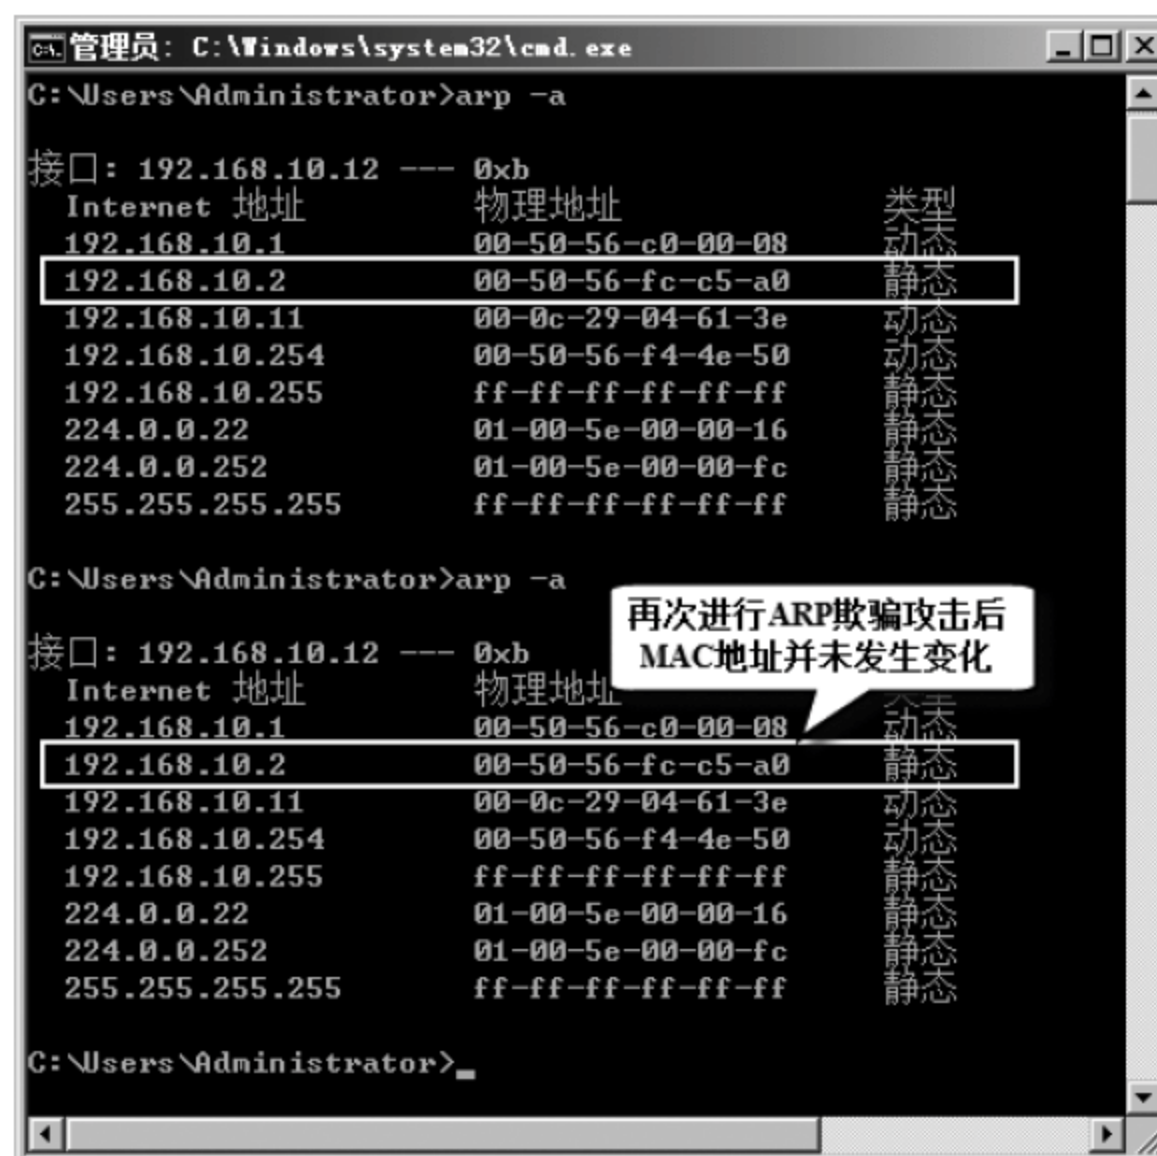 管理员: C:\Windows\system32\cmd.exe
C:\Users\Administrator>arp -a
接口: 192.168.10.12 --- 0xb
Internet 地址 物理地址 类型
192.168.10.1 00-50-56-c0-00-08 动态
192.168.10.2 00-50-56-fc-c5-a0 静态
192.168.10.11 00-0c-29-04-61-3e 动态
192.168.10.254 00-50-56-f4-4e-50 动态
192.168.10.255 ff-ff-ff-ff-ff-ff 静态
224.0.0.22 01-00-5e-00-00-16 静态
224.0.0.252 01-00-5e-00-00-fc 静态
255.255.255.255 ff-ff-ff-ff-ff-ff 静态
C:\Users\Administrator>arp -a
再次进行ARP欺骗攻击后
MAC地址并未发生变化
接口: 192.168.10.12 --- 0xb
Internet 地址 物理地址 类型
192.168.10.1 00-50-56-c0-00-08 动态
192.168.10.2 00-50-56-fc-c5-a0 静态
192.168.10.11 00-0c-29-04-61-3e 动态
192.168.10.254 00-50-56-f4-4e-50 动态
192.168.10.255 ff-ff-ff-ff-ff-ff 静态
224.0.0.22 01-00-5e-00-00-16 静态
224.0.0.252 01-00-5e-00-00-fc 静态
255.255.255.255 ff-ff-ff-ff-ff-ff 静态
C:\Users\Administrator>